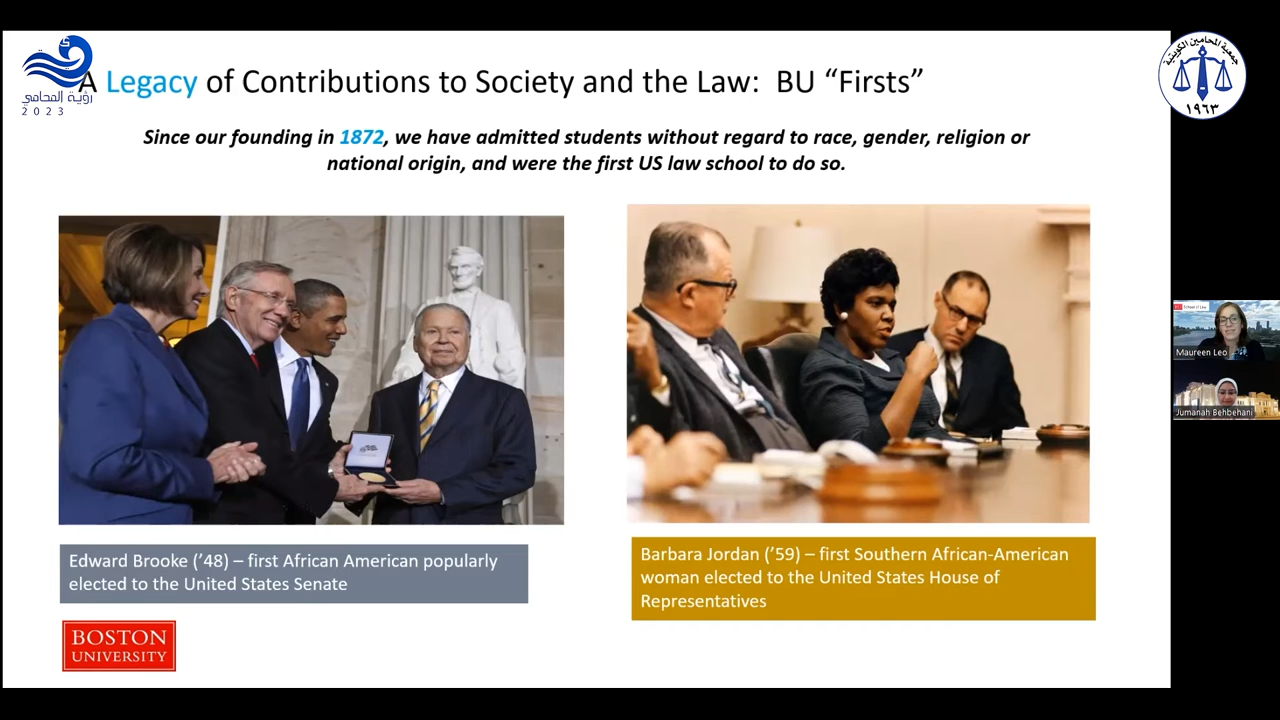 رؤية المحامي
2023
A Legacy of Contributions to Society and the Law: BU “Firsts”
جمعية المحامين الكويتية
١٩٦٣
Since our founding in 1872, we have admitted students without regard to race, gender, religion or
national origin, and were the first US law school to do so.
Edward Brooke (’48) – first African American popularly
elected to the United States Senate
Barbara Jordan (’59) – first Southern African-American
woman elected to the United States House of
Representatives
BOSTON
UNIVERSITY
School of Law
Maureen Leo
Jumanah Behbehani